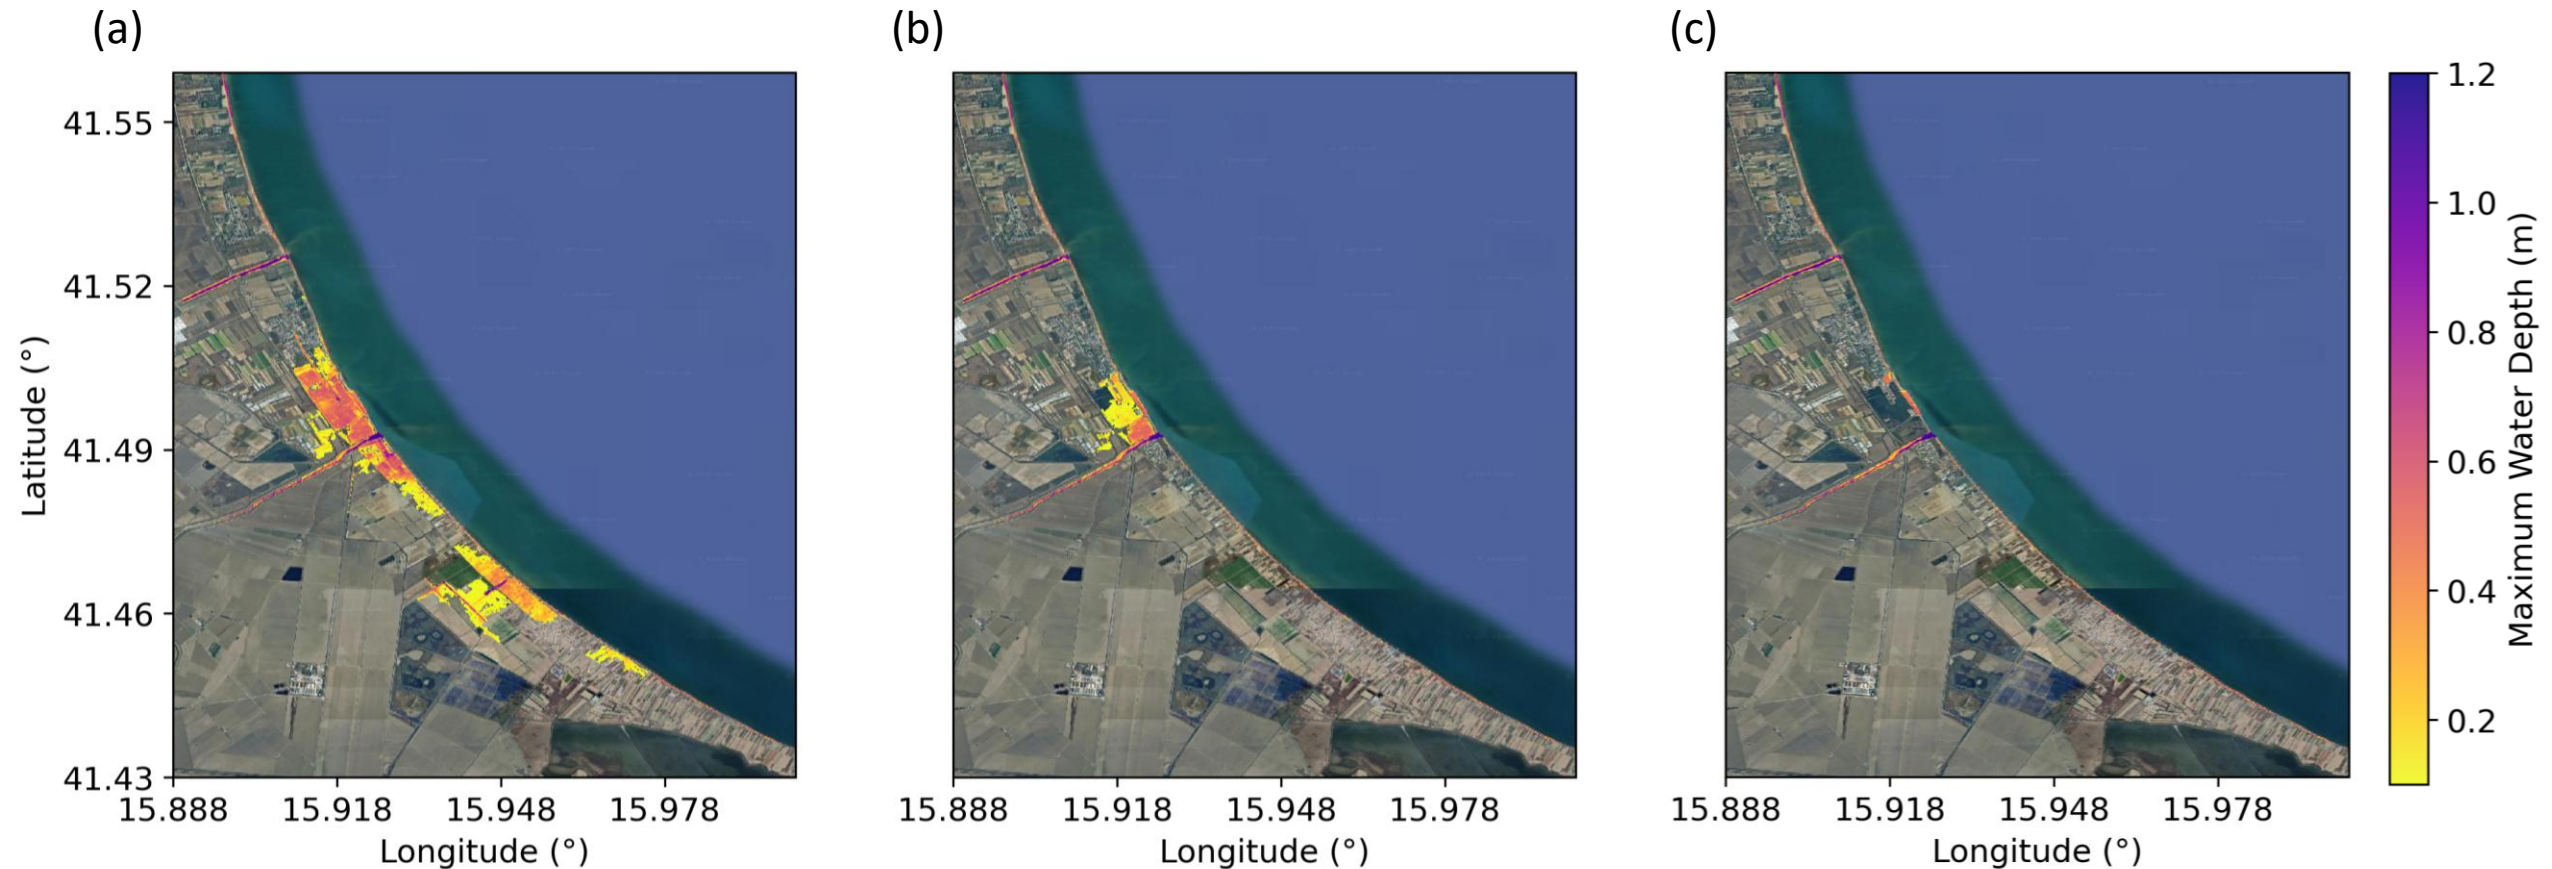 (a) (b) (c)
41.55
41.52
41.49
41.46
41.43
Latitude (°)
15.888 15.918 15.948 15.978
Longitude (°)
15.888 15.918 15.948 15.978
Longitude (°)
15.888 15.918 15.948 15.978
Longitude (°)
1.2
1.0
0.8
0.6
0.4
0.2
Maximum Water Depth (m)